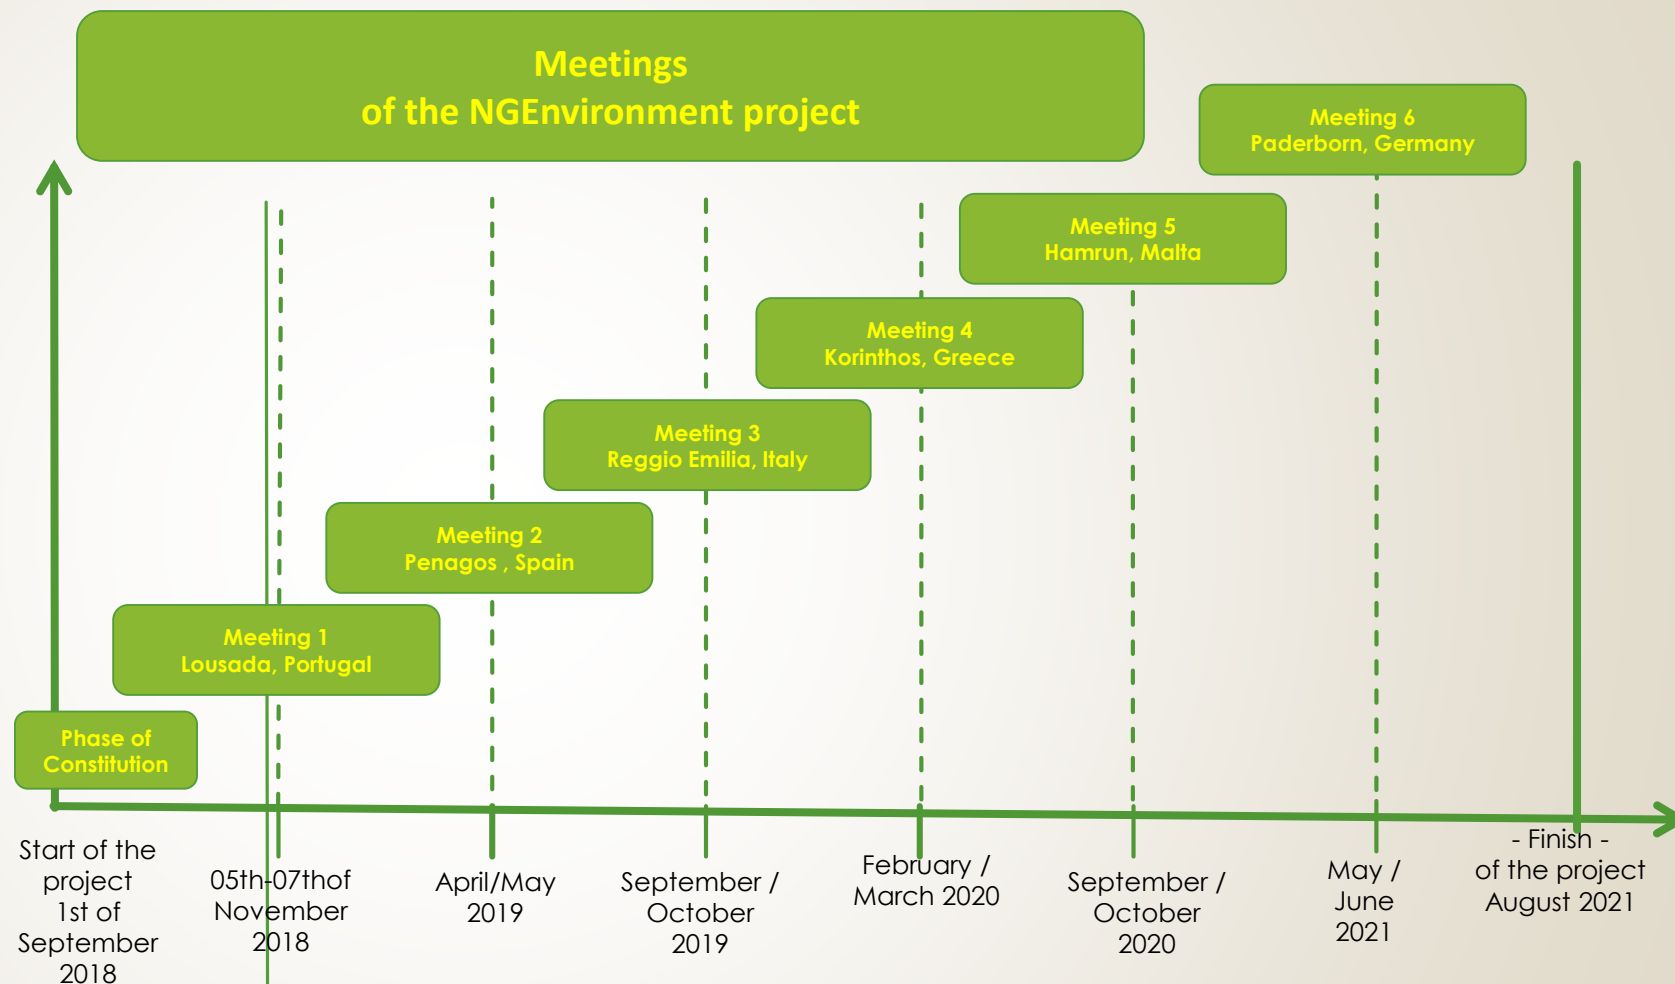 Meetings
of the NGEnvironment project
Meeting 6
Paderborn, Germany
Meeting 5
Hamrun, Malta
Meeting 4
Korinthos, Greece
Meeting 3
Reggio Emilia, Italy
Meeting 2
Penagos , Spain
Meeting 1
Lousada, Portugal
Phase of
Constitution
Start of the
project
1st of
September
2018
05th-07thof
November
2018
April/May
2019
September /
October
2019
February /
March 2020
September /
October
2020
May /
June
2021
- Finish -
of the project
August 2021